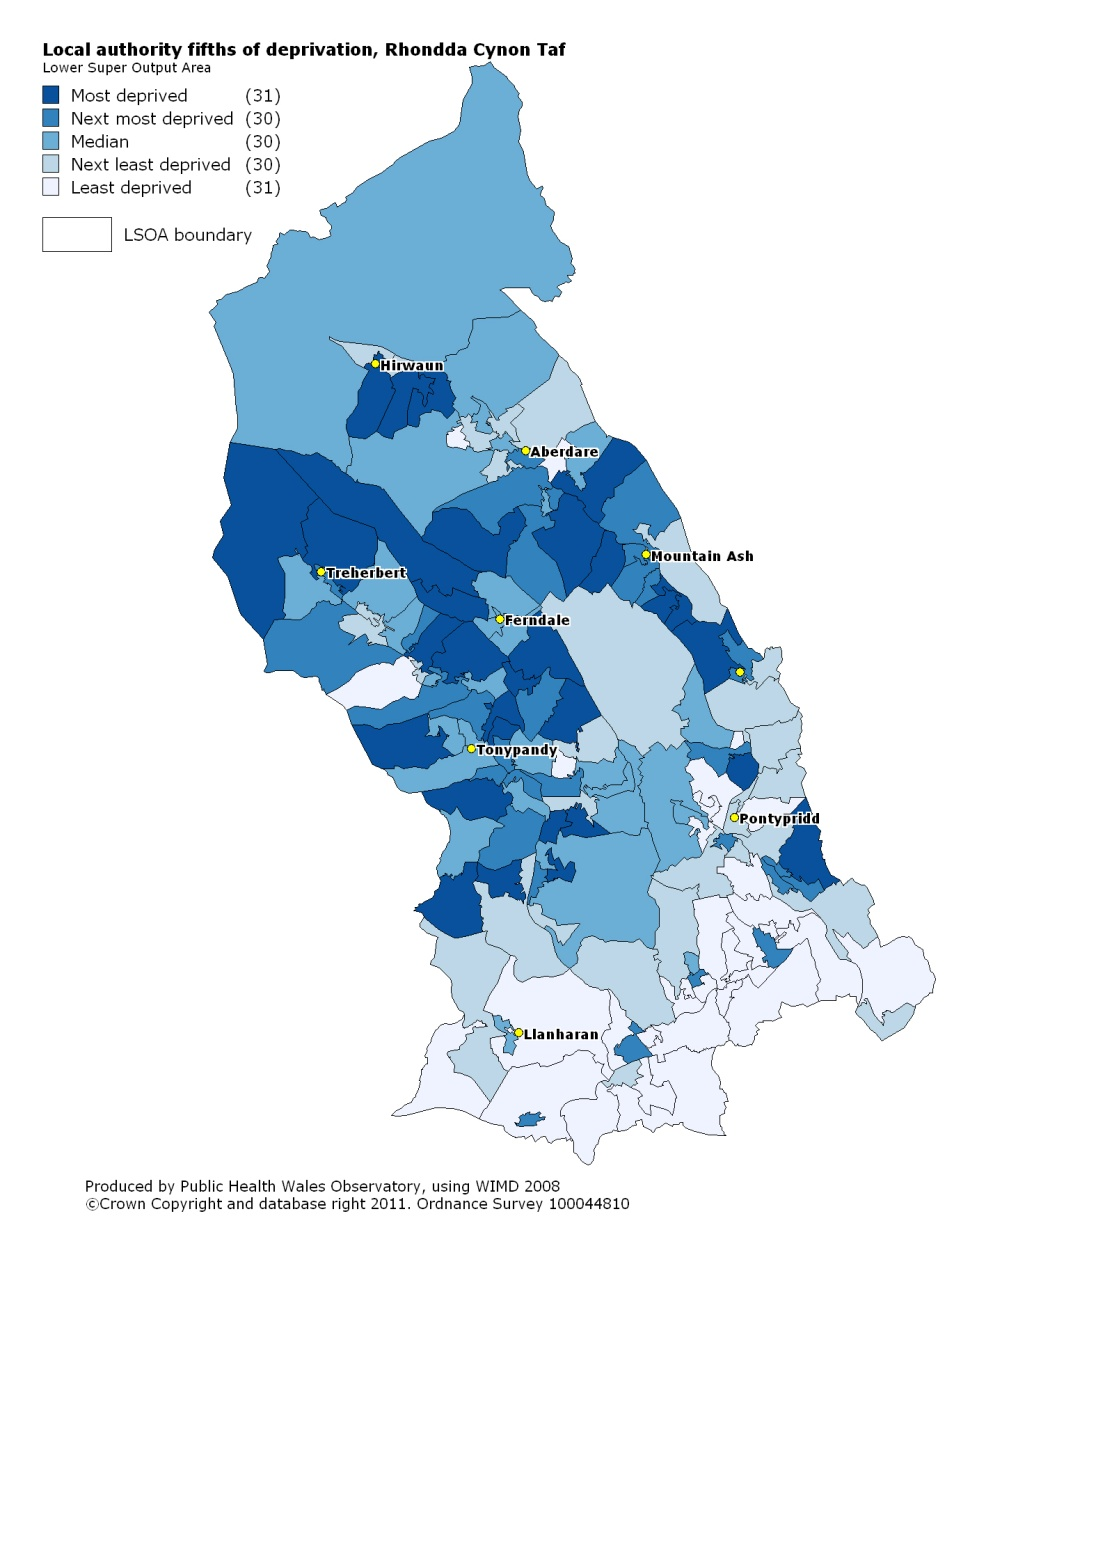 Local authority fifths of deprivation, Rhondda Cynon Taf
Lower Super Output Area
Most deprived (31)
Next most deprived (30)
Median (30)
Next least deprived (30)
Least deprived (31)
LSOA boundary
Hirwaun
Aberdare
Mountain Ash
Treherbert
Ferndale
Tonypandy
Pontypridd
Llanharan
Produced by Public Health Wales Observatory, using WIMD 2008
©Crown Copyright and database right 2011. Ordnance Survey 100044810